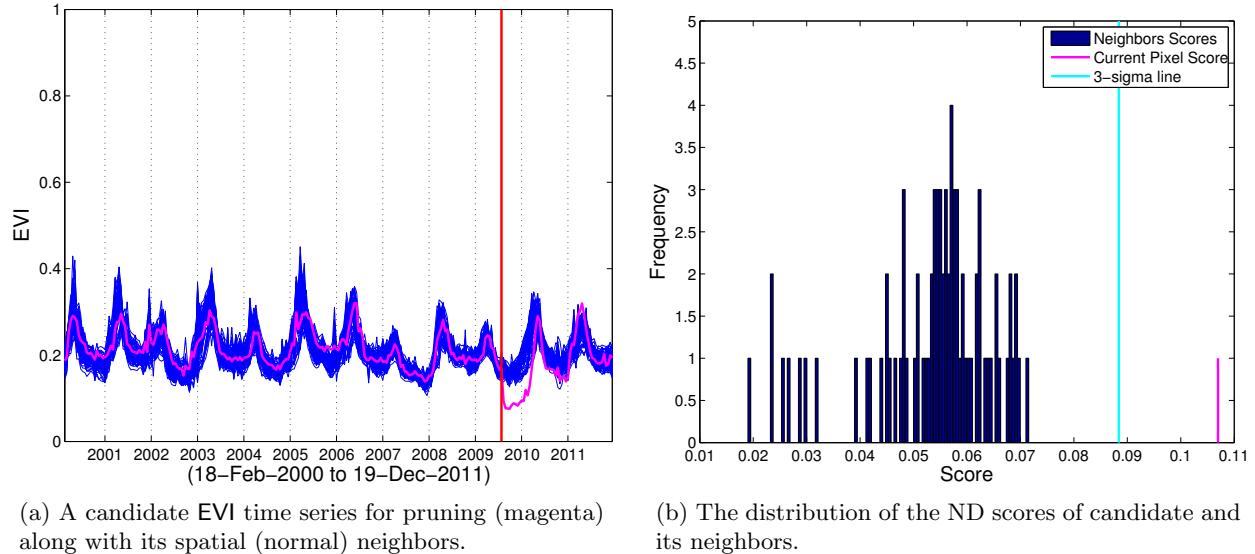 1
0.8
0.6
0.4
0.2
0
EVI
2001 2002 2003 2004 2005 2006 2007 2008 2009 2010 2011
(18−Feb−2000 to 19−Dec−2011)
(a) A candidate EVI time series for pruning (magenta)
along with its spatial (normal) neighbors.
5
4.5
4
3.5
3
2.5
2
1.5
1
0.5
0
Frequency
Neighbors Scores
Current Pixel Score
3−sigma line
0.01 0.02 0.03 0.04 0.05 0.06 0.07 0.08 0.09 0.1 0.11
Score
(b) The distribution of the ND scores of candidate and
its neighbors.